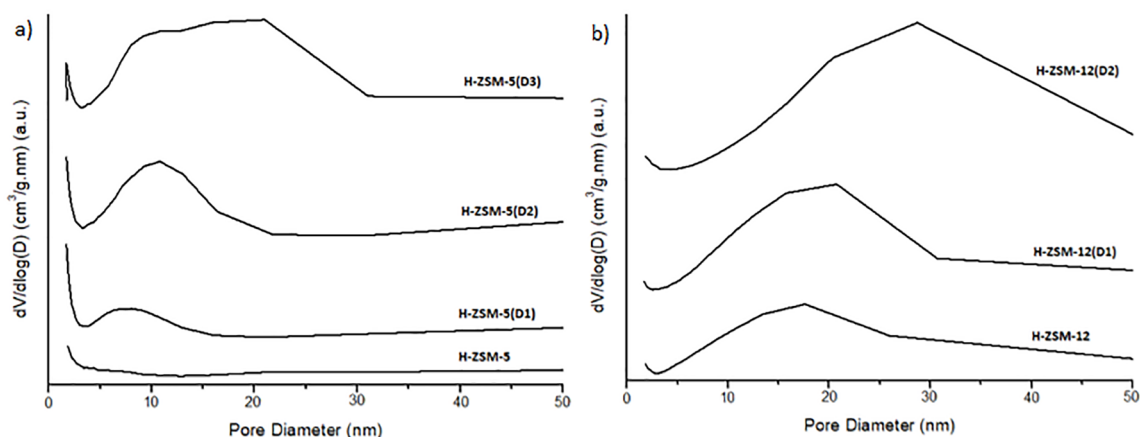 a)
dV/dlog(D) (cm³/g.nm) (a.u.)
H-ZSM-5(D3)
H-ZSM-5(D2)
H-ZSM-5(D1)
H-ZSM-5
0 10 20 30 40 50
Pore Diameter (nm)
b)
dV/dlog(D) (cm³/g.nm) (a.u.)
H-ZSM-12(D2)
H-ZSM-12(D1)
H-ZSM-12
0 10 20 30 40 50
Pore Diameter (nm)